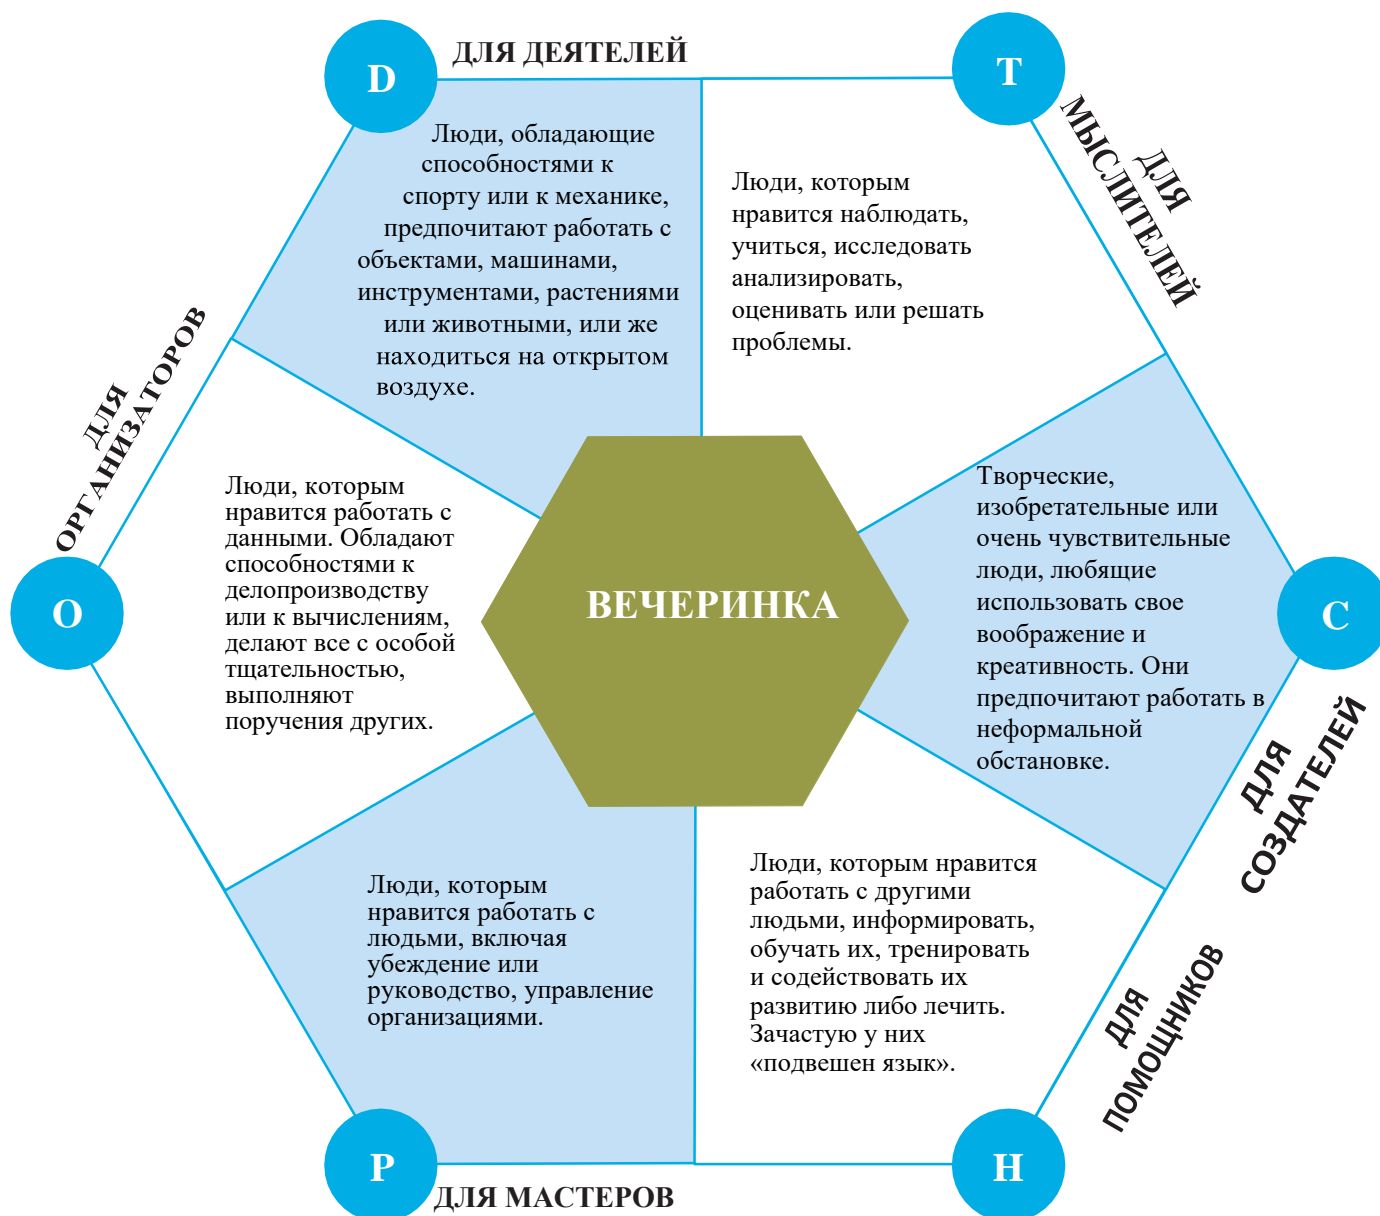 D
ДЛЯ ДЕЯТЕЛЕЙ
Люди, обладающие
способностями к
спорту или к механике,
предпочитают работать с
объектами, машинами,
инструментами, растениями
или животными, или же
находиться на открытом
воздухе.
T
ДЛЯ
МЫСЛИТЕЛЕЙ
Люди, которым
нравится наблюдать,
учиться, исследовать
анализировать,
оценивать или решать
проблемы.
ДЛЯ
ОРГАНИЗАТОРОВ
O
Люди, которым
нравится работать с
данными. Обладают
способностями к
делопроизводству
или к вычислениям,
делают все с особой
тщательностью,
выполняют
поручения других.
ВЕЧЕРИНКА
Творческие,
изобретательные или
очень чувствительные
люди, любящие
использовать свое
воображение и
креативность. Они
предпочитают работать в
неформальной
обстановке.
C
ДЛЯ
СОЗДАТЕЛЕЙ
Люди, которым
нравится работать с
людьми, включая
убеждение или
руководство, управление
организациями.
P
ДЛЯ МАСТЕРОВ
Люди, которым нравится
работать с другими
людьми, информировать,
обучать их, тренировать
и содействовать их
развитию либо лечить.
Зачастую у них
«подвешен язык».
H
ДЛЯ
ПОМОЩНИКОВ